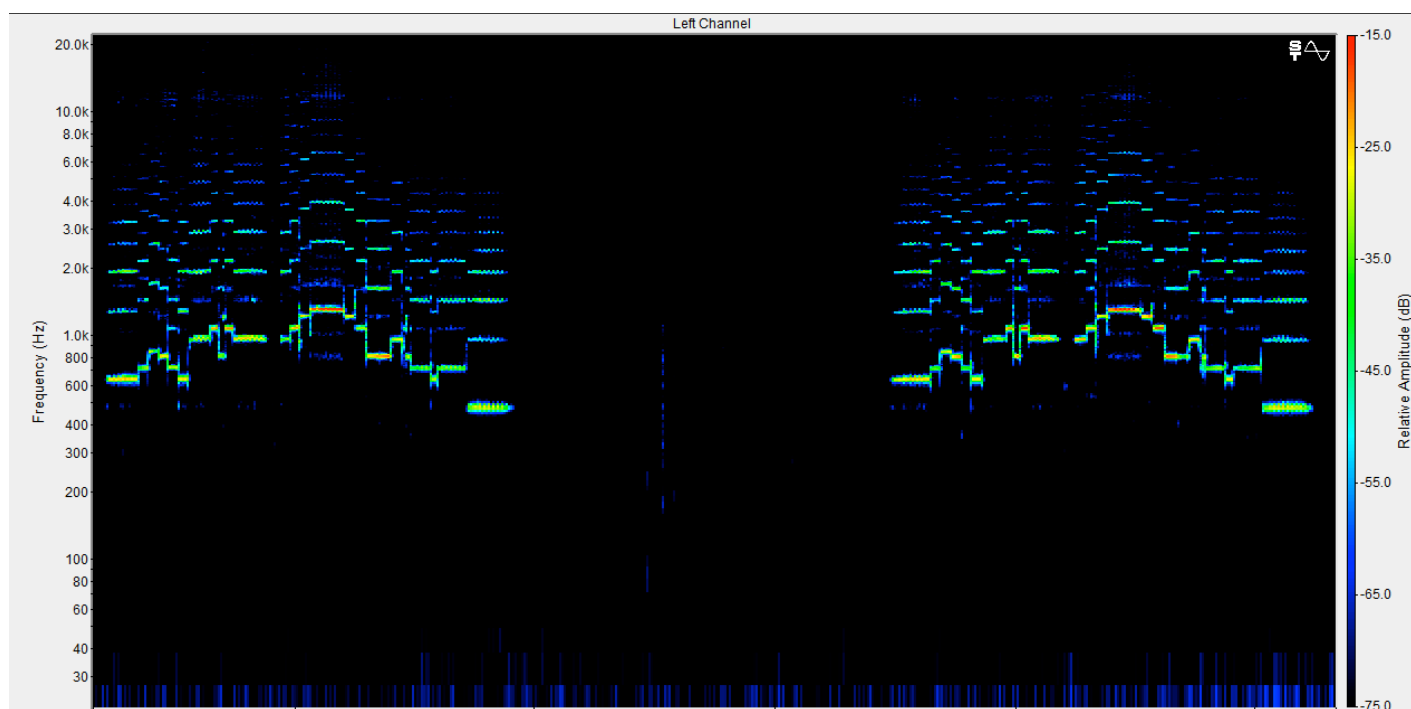 Left Channel
ST
Frequency (Hz)
20.0k
10.0k
8.0k
6.0k
4.0k
3.0k
2.0k
1.0k
800
600
400
300
200
100
80
60
40
30
Relative Amplitude (dB)
-15.0
-25.0
-35.0
-45.0
-55.0
-65.0
-75.0